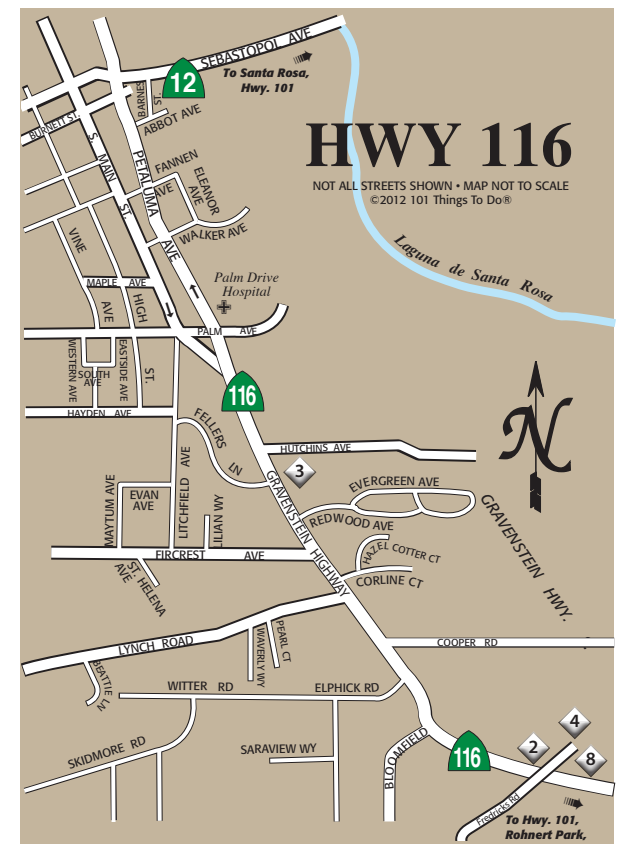 SEBASTOPOL AVE
To Santa Rosa,
Hwy. 101
12
BARNES
ST.
ABBOT AVE
BURNETT ST.
HWY 116
NOT ALL STREETS SHOWN • MAP NOT TO SCALE
©2012 101 Things To Do®
S. MAIN ST.
PETALUMA AVE
FANNEN
AVE
ELEANOR
AVE
WALKER AVE
Laguna de Santa Rosa
VINE
AVE
MAPLE AVE
HIGH
ST.
Palm Drive
Hospital
PALM AVE
WESTERN AVE
SOUTH
AVE
EASTSIDE AVE
116
HAYDEN AVE
FELLERS
LN
HUTCHINS AVE
N
3
GRAVENSTEIN HIGHWAY
EVERGREEN AVE
REDWOOD AVE
GRAVENSTEIN HWY.
MAYTUM AVE
EVAN
AVE
LITCHFIELD AVE
LILIAN WY
FIRCREST AVE
HAZEL COTTER CT
CORLINE CT
ST. HELENA
AVE
LYNCH ROAD
WAVERLY WY
PEARL CT
COOPER RD
BEATTIE
LN
WITTER RD
ELPHICK RD
SKIDMORE RD
SARAVIEW WY
BLOOMFIELD
116
2
4
8
Fredricks Rd
To Hwy. 101,
Rohnert Park,